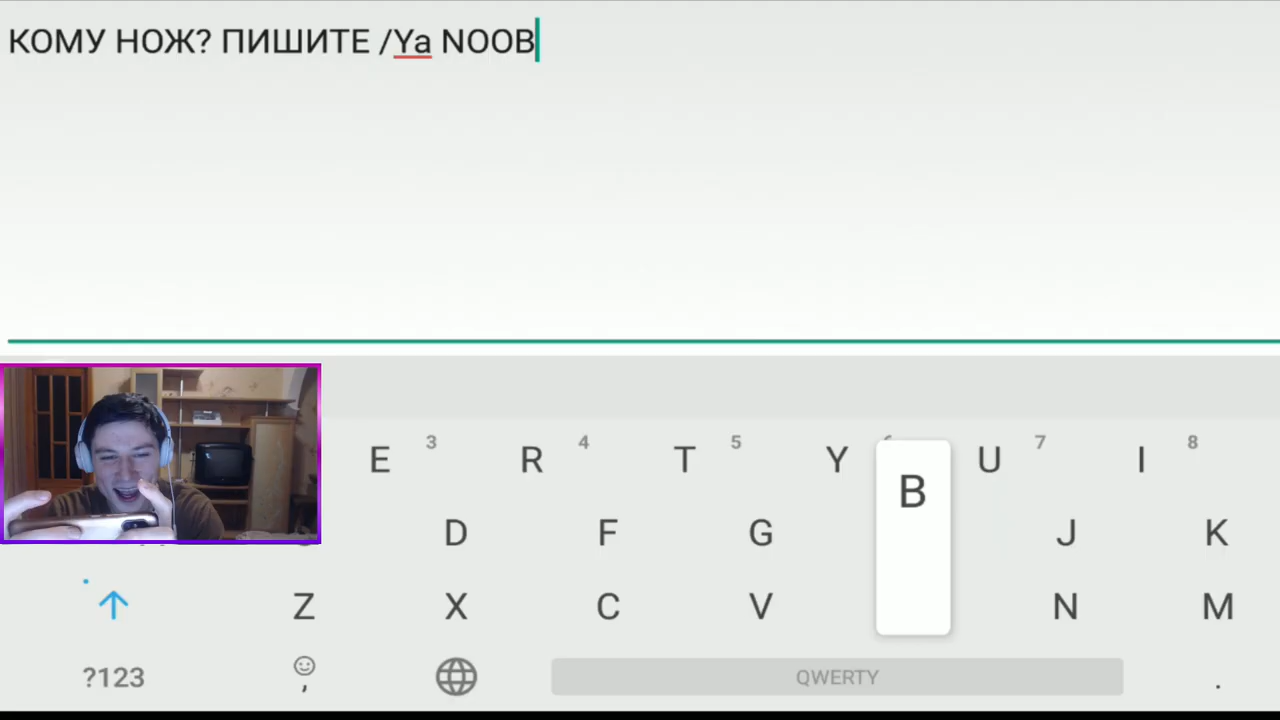 КОМУ НОЖ? ПИШИТЕ /Ya NOOB
3 4 5 7 8
E R T Y U I
B
D F G J K
Z X C V N M
?123 , QWERTY .